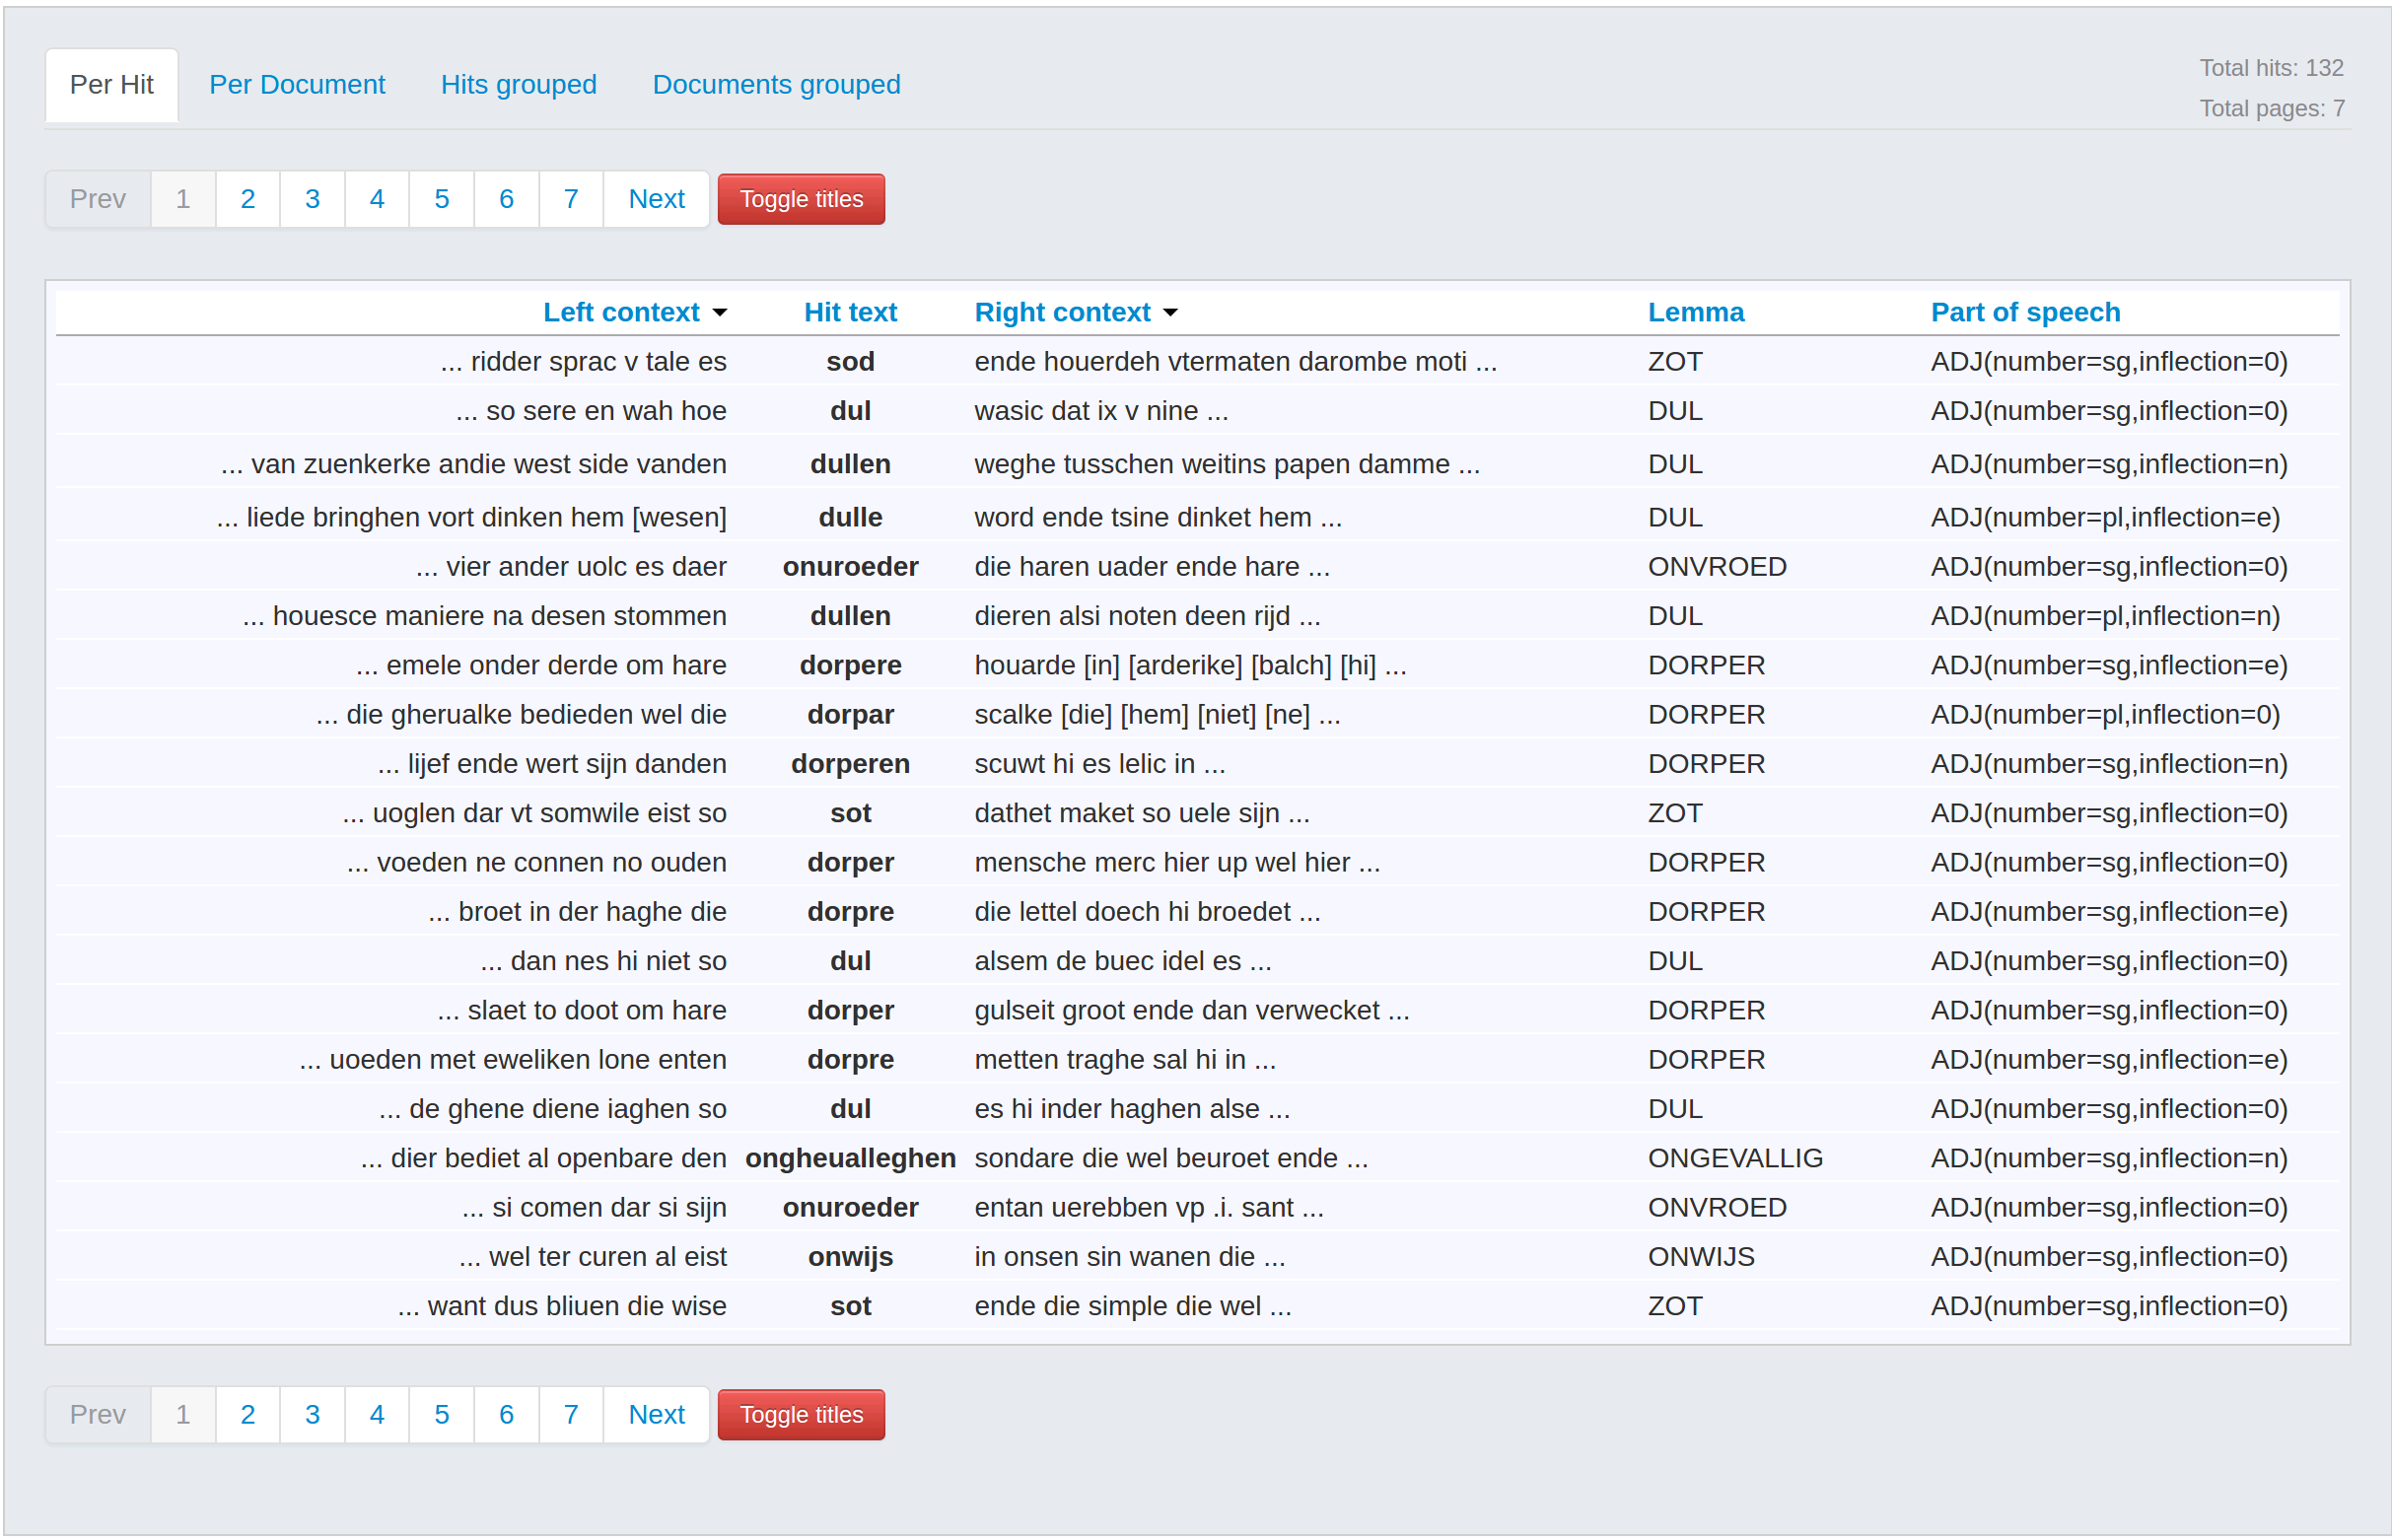 Per Hit Per Document Hits grouped Documents grouped
Total hits: 132
Total pages: 7
Prev 1 2 3 4 5 6 7 Next Toggle titles
Left context Hit text Right context Lemma Part of speech
... ridder sprac v tale es sod ende houerdeh vtermaten darombe moti ... ZOT ADJ(number=sg,inflection=0)
... so sere en wah hoe dul wasic dat ix v nine ... DUL ADJ(number=sg,inflection=0)
... van zuenkerke andie west side vanden dullen weghe tusschen weitins papen damme ... DUL ADJ(number=sg,inflection=n)
... liede bringhen vort dinken hem [wesen] dulle word ende tsine dinket hem ... DUL ADJ(number=pl,inflection=e)
... vier ander uolc es daer onuroeder die haren uader ende hare ... ONVROED ADJ(number=sg,inflection=0)
... houesce maniere na desen stommen dullen dieren alsi noten deen rijd ... DUL ADJ(number=pl,inflection=n)
... emele onder derde om hare dorpere houarde [in] [arderike] [balch] [hi] ... DORPER ADJ(number=sg,inflection=e)
... die gherualke bedieden wel die dorpar scalke [die] [hem] [niet] [ne] ... DORPER ADJ(number=pl,inflection=0)
... lijef ende wert sijn danden dorperen scuwt hi es lelic in ... DORPER ADJ(number=sg,inflection=n)
... uoglen dar vt somwile eist so sot dathet maket so uele sijn ... ZOT ADJ(number=sg,inflection=0)
... voeden ne connen no ouden dorper mensche merc hier up wel hier ... DORPER ADJ(number=sg,inflection=0)
... broet in der haghe die dorpre die lettel doech hi broedet ... DORPER ADJ(number=sg,inflection=e)
... dan nes hi niet so dul alsem de buec idel es ... DUL ADJ(number=sg,inflection=0)
... slaet to doot om hare dorper gulseit groot ende dan verwecket ... DORPER ADJ(number=sg,inflection=0)
... uoeden met eweliken lone enten dorpre metten traghe sal hi in ... DORPER ADJ(number=sg,inflection=e)
... de ghene diene iaghen so dul es hi inder haghen alse ... DUL ADJ(number=sg,inflection=0)
... dier bediet al openbare den ongheualleghen sondare die wel beuroet ende ... ONGEVALLIG ADJ(number=sg,inflection=n)
... si comen dar si sijn onuroeder entan uerebben vp .i. sant ... ONVROED ADJ(number=sg,inflection=0)
... wel ter curen al eist onwijs in onsen sin wanen die ... ONWIJS ADJ(number=sg,inflection=0)
... want dus bliuen die wise sot ende die simple die wel ... ZOT ADJ(number=sg,inflection=0)
Prev 1 2 3 4 5 6 7 Next Toggle titles